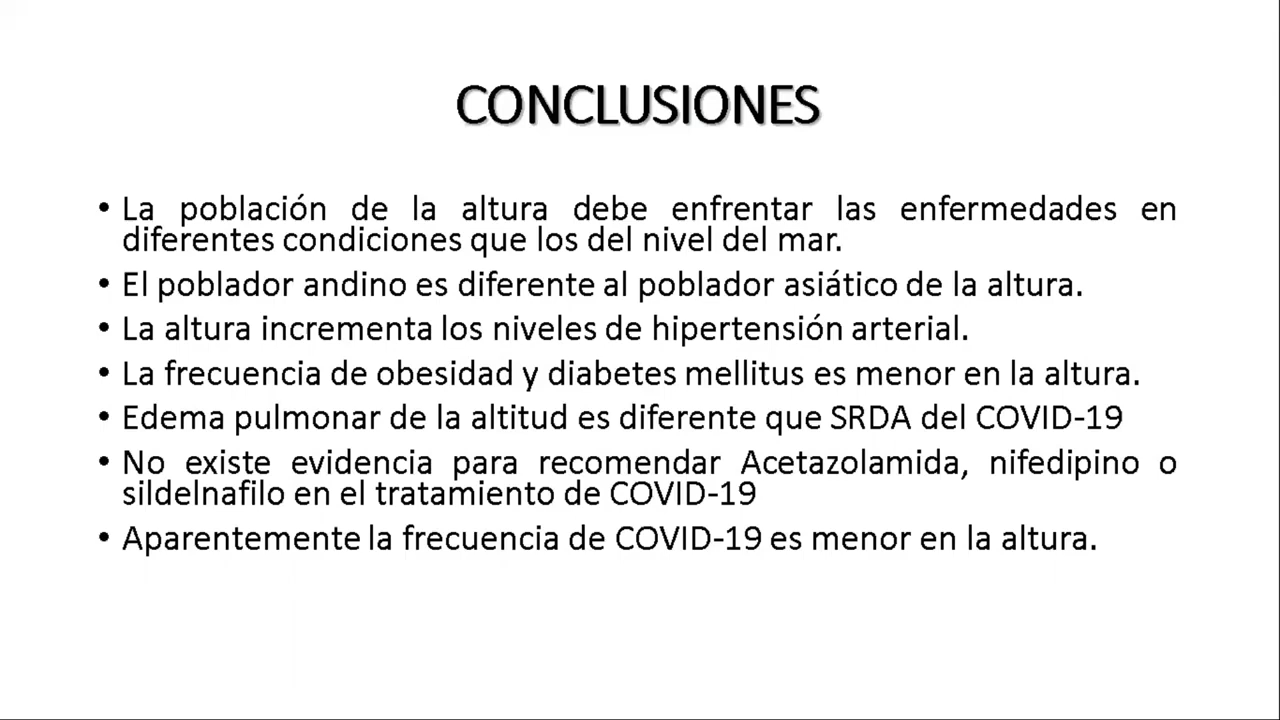 CONCLUSIONES
• La población de la altura debe enfrentar las enfermedades en
diferentes condiciones que los del nivel del mar.
• El poblador andino es diferente al poblador asiático de la altura.
• La altura incrementa los niveles de hipertensión arterial.
• La frecuencia de obesidad y diabetes mellitus es menor en la altura.
• Edema pulmonar de la altitud es diferente que SRDA del COVID-19
• No existe evidencia para recomendar Acetazolamida, nifedipino o
sildelnafilo en el tratamiento de COVID-19
• Aparentemente la frecuencia de COVID-19 es menor en la altura.